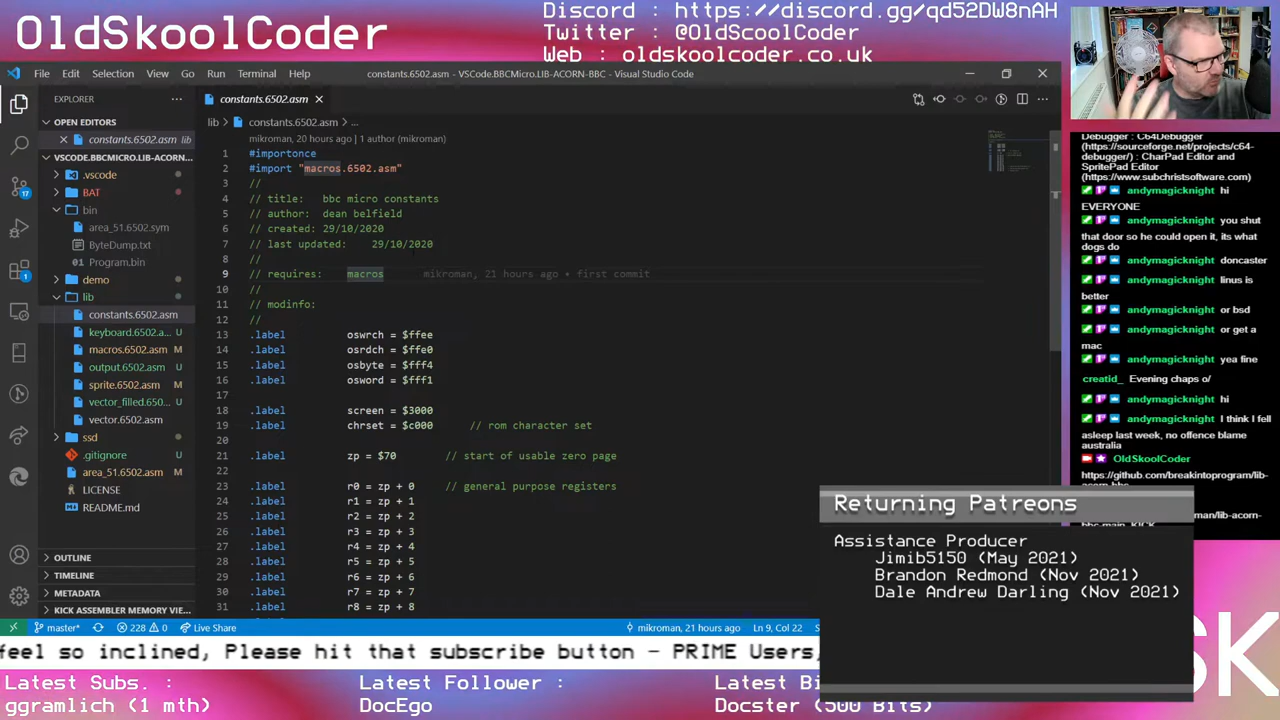 OldSkoolCoder
Discord : https://discord.gg/qd52DW8nAH
Twitter : @OldScoolCoder
Web : oldskoolcoder.co.uk
File Edit Selection View Go Run Terminal Help
constants.6502.asm - VSCode.BBCMicro.LIB-ACORN-BBC - Visual Studio Code
EXPLORER
OPEN EDITORS
constants.6502.asm lib
VSCODE.BBCMICRO.LIB-ACORN-...
.vscode
BAT
bin
area_51.6502.sym
ByteDump.txt
Program.bin
demo
lib
constants.6502.asm
keyboard.6502.a... U
macros.6502.asm M
output.6502.asm U
sprite.6502.asm M
vector_filled.650... U
vector.6502.asm
ssd
.gitignore U
area_51.6502.asm M
LICENSE
README.md
OUTLINE
TIMELINE
METADATA
KICK ASSEMBLER MEMORY VIE...
17
1
constants.6502.asm
lib > constants.6502.asm > ...
mikroman, 20 hours ago | 1 author (mikroman)
1 #importonce
2 #import "macros.6502.asm"
3 //
4 // title: bbc micro constants
5 // author: dean belfield
6 // created: 29/10/2020
7 // last updated: 29/10/2020
8 //
9 // requires: macros mikroman, 21 hours ago • first commit
10 //
11 // modinfo:
12 //
13 .label oswrch = $ffee
14 .label osrdch = $ffe0
15 .label osbyte = $fff4
16 .label osword = $fff1
17
18 .label screen = $3000
19 .label chrset = $c000 // rom character set
20
21 .label zp = $70 // start of usable zero page
22
23 .label r0 = zp + 0 // general purpose registers
24 .label r1 = zp + 1
25 .label r2 = zp + 2
26 .label r3 = zp + 3
27 .label r4 = zp + 4
28 .label r5 = zp + 5
29 .label r6 = zp + 6
30 .label r7 = zp + 7
31 .label r8 = zp + 8
master* 228 0 Live Share
mikroman, 21 hours ago Ln 9, Col 22
Debugger : C64Debugger
(https://sourceforge.net/projects/c64-
debugger/) : CharPad Editor and
SpritePad Editor
(https://www.subchristsoftware.com)
andymagicknight hi
EVERYONE
andymagicknight you shut
that door so he could open it, its what
dogs do
andymagicknight doncaster
andymagicknight linus is
better
andymagicknight or bsd
andymagicknight or get a
mac
andymagicknight yea fine
creatid_ Evening chaps o/
andymagicknight hi
andymagicknight I think I fell
asleep last week, no offence blame
australia
OldSkoolCoder
https://github.com/breakintoprogram/lib-
Returning Patreons
Assistance Producer
Jimib5150 (May 2021)
Brandon Redmond (Nov 2021)
Dale Andrew Darling (Nov 2021)
feel so inclined, Please hit that subscribe button - PRIME Users,
SK
Latest Subs. :
ggramlich (1 mth)
Latest Follower :
DocEgo
Latest Bi
Docster (500 Bits)